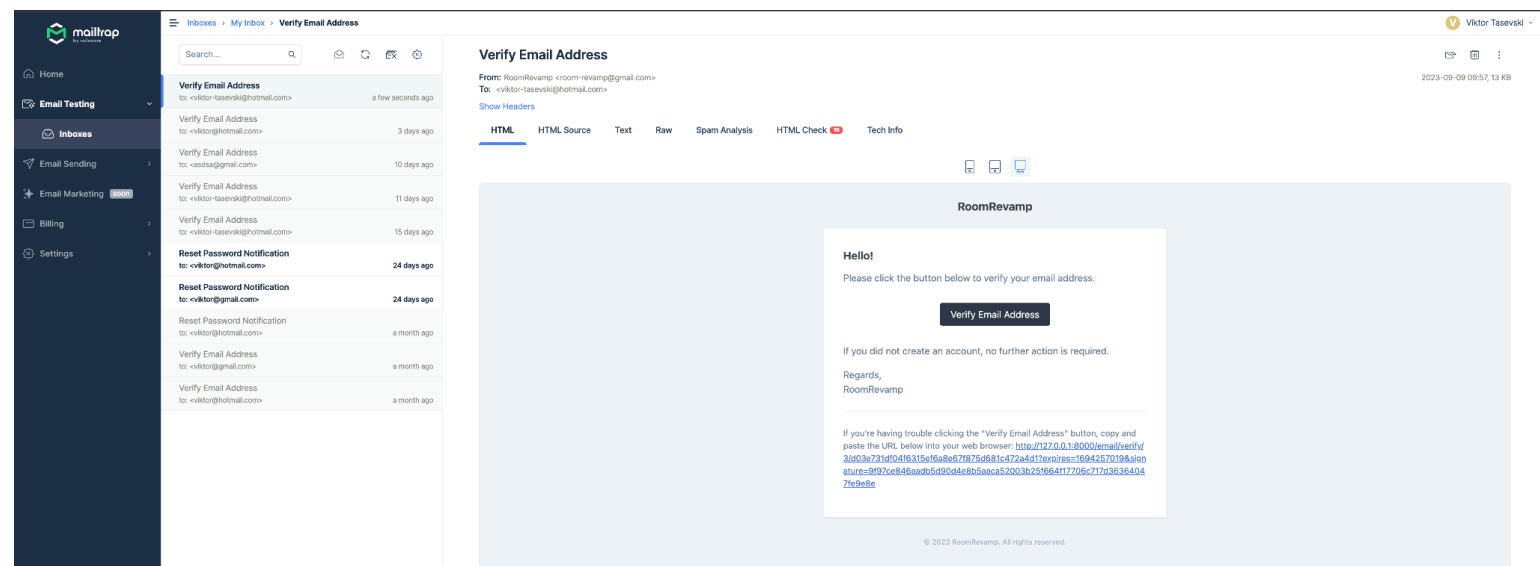 mailtrap
by railsware
Home
Email Testing
Inboxes
Email Sending
Email Marketing soon
Billing
Settings
Inboxes › My Inbox › Verify Email Address
Viktor Tasevski
V
Search...
Verify Email Address
to: <viktor-tasevski@hotmail.com> a few seconds ago
Verify Email Address
to: <viktor@hotmail.com> 3 days ago
Verify Email Address
to: <asdsa@gmail.com> 10 days ago
Verify Email Address
to: <viktor-tasevski@hotmail.com> 11 days ago
Verify Email Address
to: <viktor-tasevski@hotmail.com> 15 days ago
Reset Password Notification
to: <viktor@hotmail.com> 24 days ago
Reset Password Notification
to: <viktor@gmail.com> 24 days ago
Reset Password Notification
to: <viktor@hotmail.com> a month ago
Verify Email Address
to: <viktor@gmail.com> a month ago
Verify Email Address
to: <viktor@hotmail.com> a month ago
Verify Email Address
From: RoomRevamp <room-revamp@gmail.com>
2023-09-09 09:57, 13 KB
To: <viktor-tasevski@hotmail.com>
Show Headers
HTML HTML Source Text Raw Spam Analysis HTML Check Tech Info
RoomRevamp
Hello!
Please click the button below to verify your email address.
Verify Email Address
If you did not create an account, no further action is required.
Regards,
RoomRevamp
If you're having trouble clicking the "Verify Email Address" button, copy and
paste the URL below into your web browser: http://127.0.0.1:8000/email/verify/
3/d03e731df04f6315ef6a8e67f875d681c472a4d1?expires=1694257019&sign
ature=9f97ce846aadb5d90d4e8b5aaca52003b25f664f17706c717d3636404
7fe9e8e
© 2023 RoomRevamp. All rights reserved.